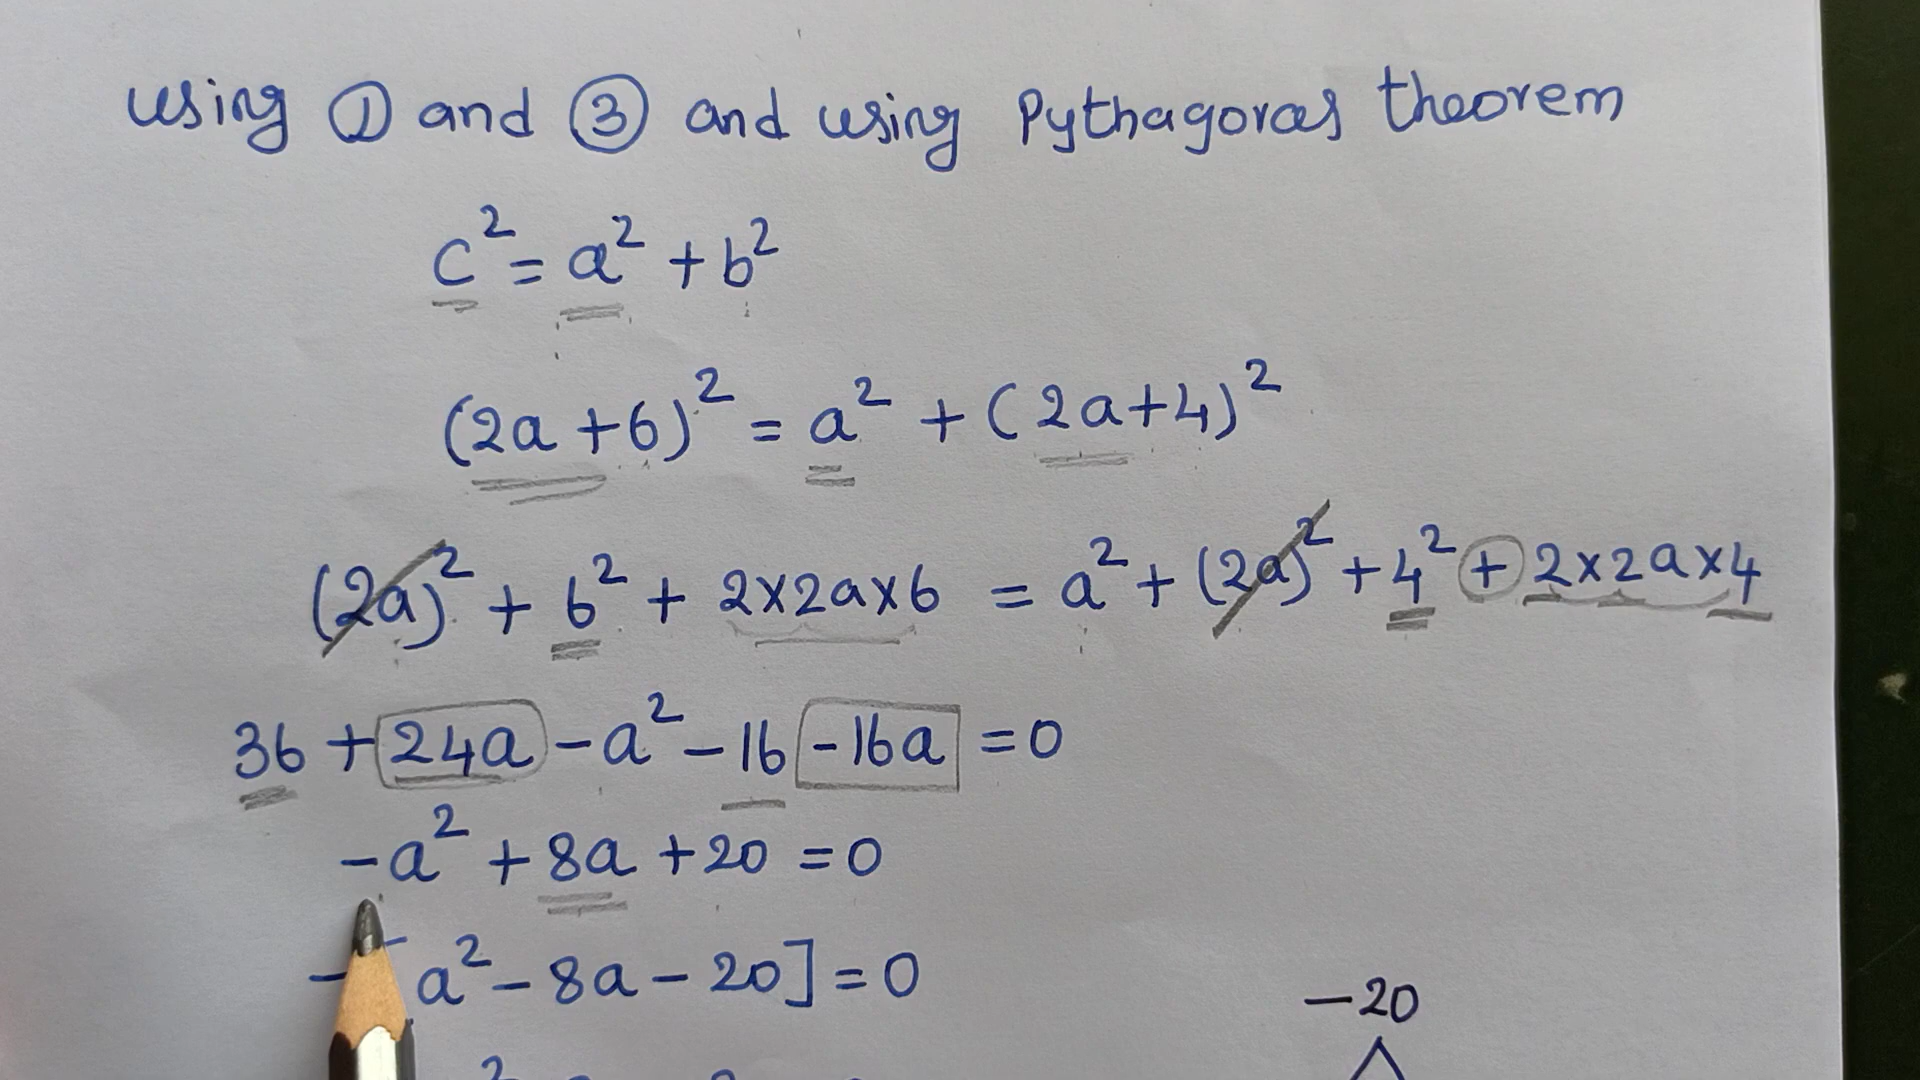 using ① and ③ and using Pythagoras theorem
c² = a² + b²
(2a + 6)² = a² + (2a+4)²
(2a)² + 6² + 2×2a×6 = a² + (2a)² + 4² + 2×2a×4
36 + 24a - a² - 16 - 16a = 0
-a² + 8a + 20 = 0
-[a² - 8a - 20] = 0
-20